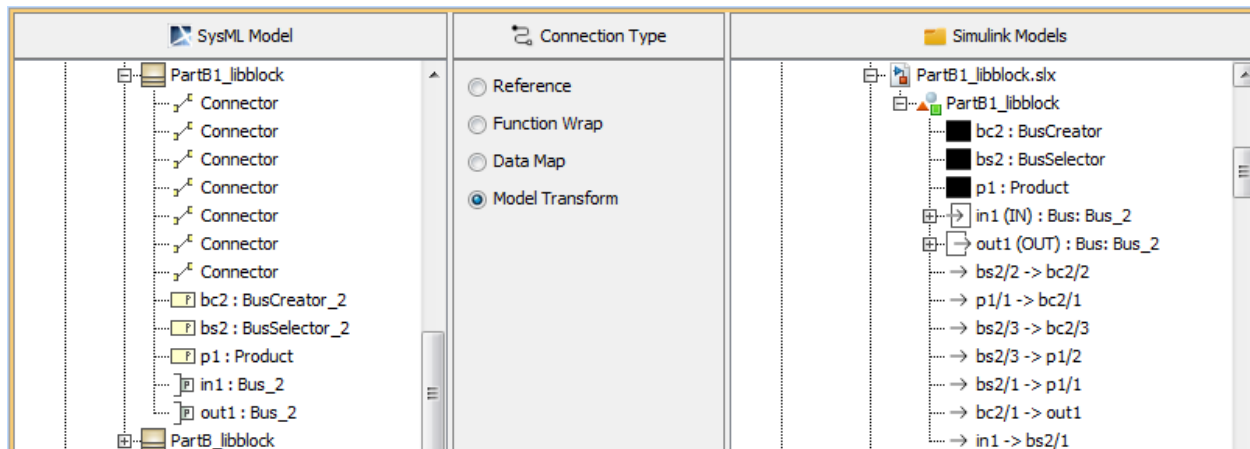 SysML Model
PartB1_libblock
Connector
Connector
Connector
Connector
Connector
Connector
Connector
bc2 : BusCreator_2
bs2 : BusSelector_2
p1 : Product
in1 : Bus_2
out1 : Bus_2
PartB_libblock
Connection Type
Reference
Function Wrap
Data Map
Model Transform
Simulink Models
PartB1_libblock.slx
PartB1_libblock
bc2 : BusCreator
bs2 : BusSelector
p1 : Product
in1 (IN) : Bus: Bus_2
out1 (OUT) : Bus: Bus_2
bs2/2 -> bc2/2
p1/1 -> bc2/1
bs2/3 -> bc2/3
bs2/3 -> p1/2
bs2/1 -> p1/1
bc2/1 -> out1
in1 -> bs2/1